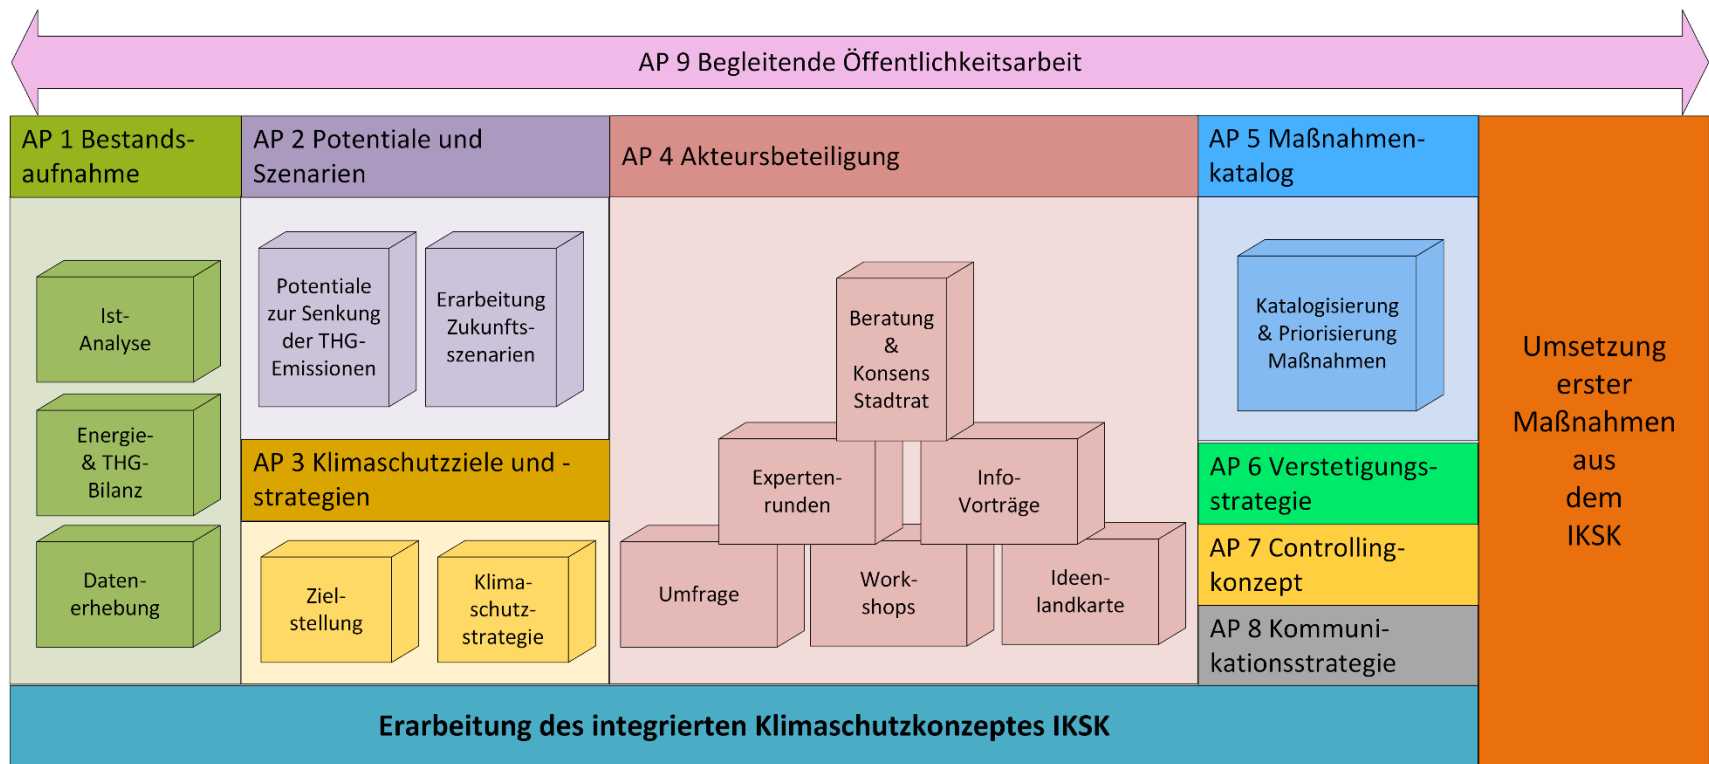 AP 9 Begleitende Öffentlichkeitsarbeit
AP 1 Bestands-
aufnahme
Ist-
Analyse
Energie-
& THG-
Bilanz
Daten-
erhebung
AP 2 Potentiale und
Szenarien
Potentiale
zur Senkung
der THG-
Emissionen
Erarbeitung
Zukunfts-
szenarien
AP 3 Klimaschutzziele und -
strategien
Ziel-
stellung
Klima-
schutz-
strategie
AP 4 Akteursbeteiligung
Beratung
&
Konsens
Stadtrat
Experten-
runden
Info-
Vorträge
Umfrage
Work-
shops
Ideen-
landkarte
AP 5 Maßnahmen-
katalog
Katalogisierung
& Priorisierung
Maßnahmen
AP 6 Verstetigungs-
strategie
AP 7 Controlling-
konzept
AP 8 Kommuni-
kationsstrategie
Umsetzung
erster
Maßnahmen
aus
dem
IKSK
Erarbeitung des integrierten Klimaschutzkonzeptes IKSK